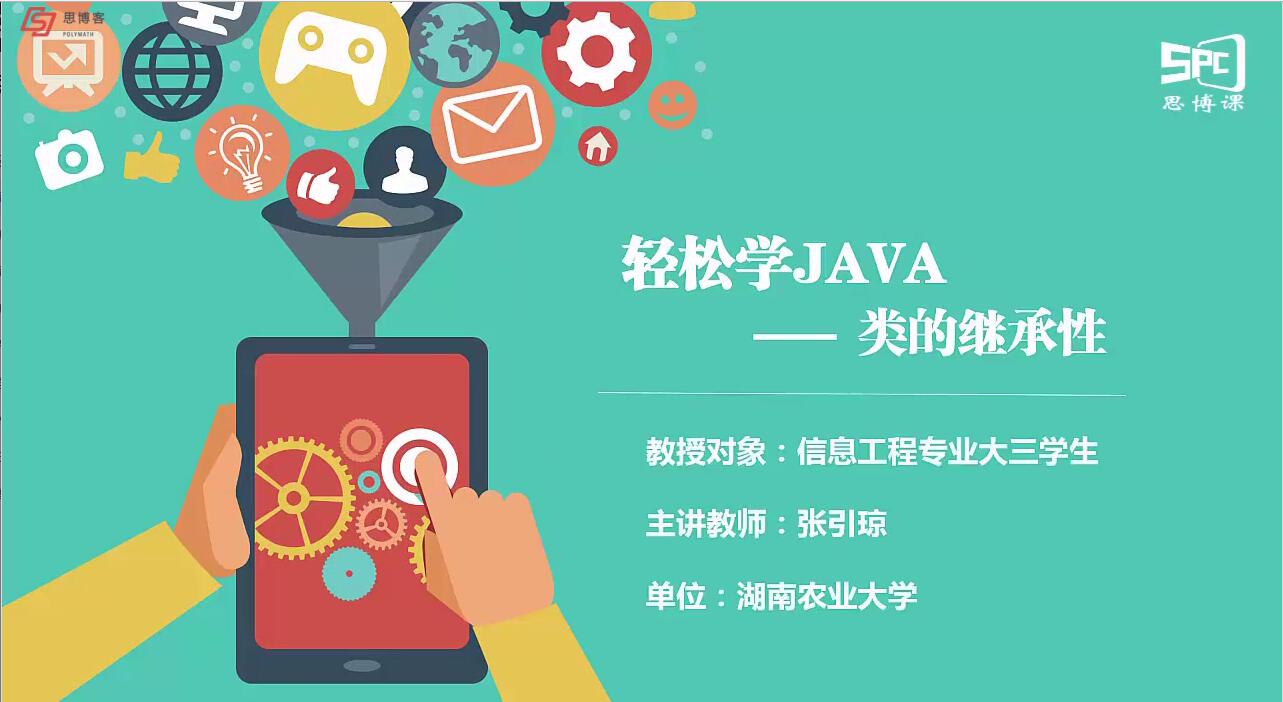 思博客
POLYMATH
SPC
思博课
轻松学JAVA
—— 类的继承性
教授对象：信息工程专业大三学生
主讲教师：张引琼
单位：湖南农业大学